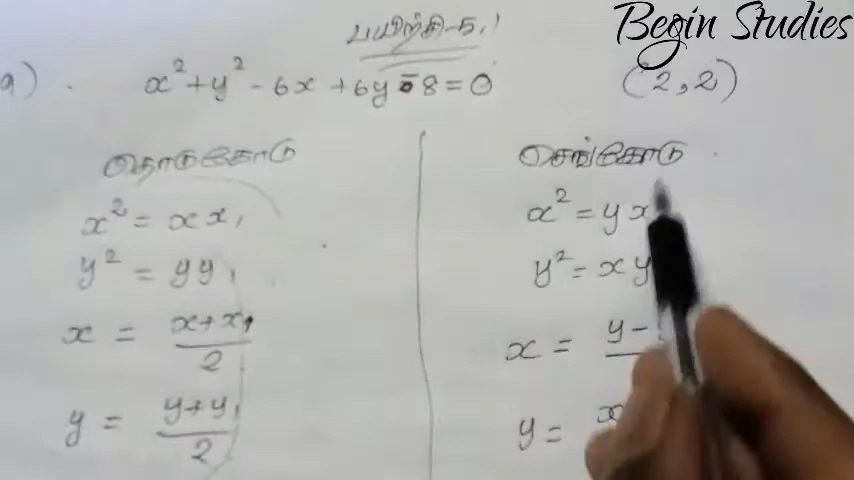 Begin Studies
பயிற்சி-5.1
9) x² + y² - 6x + 6y - 8 = 0 (2,2)
தொடுகோடு
x² = xx₁
y² = yy₁
x = x+x₁/2
y = y+y₁/2
செங்கோடு
x² = yx
y² = xy
x = y-
y =